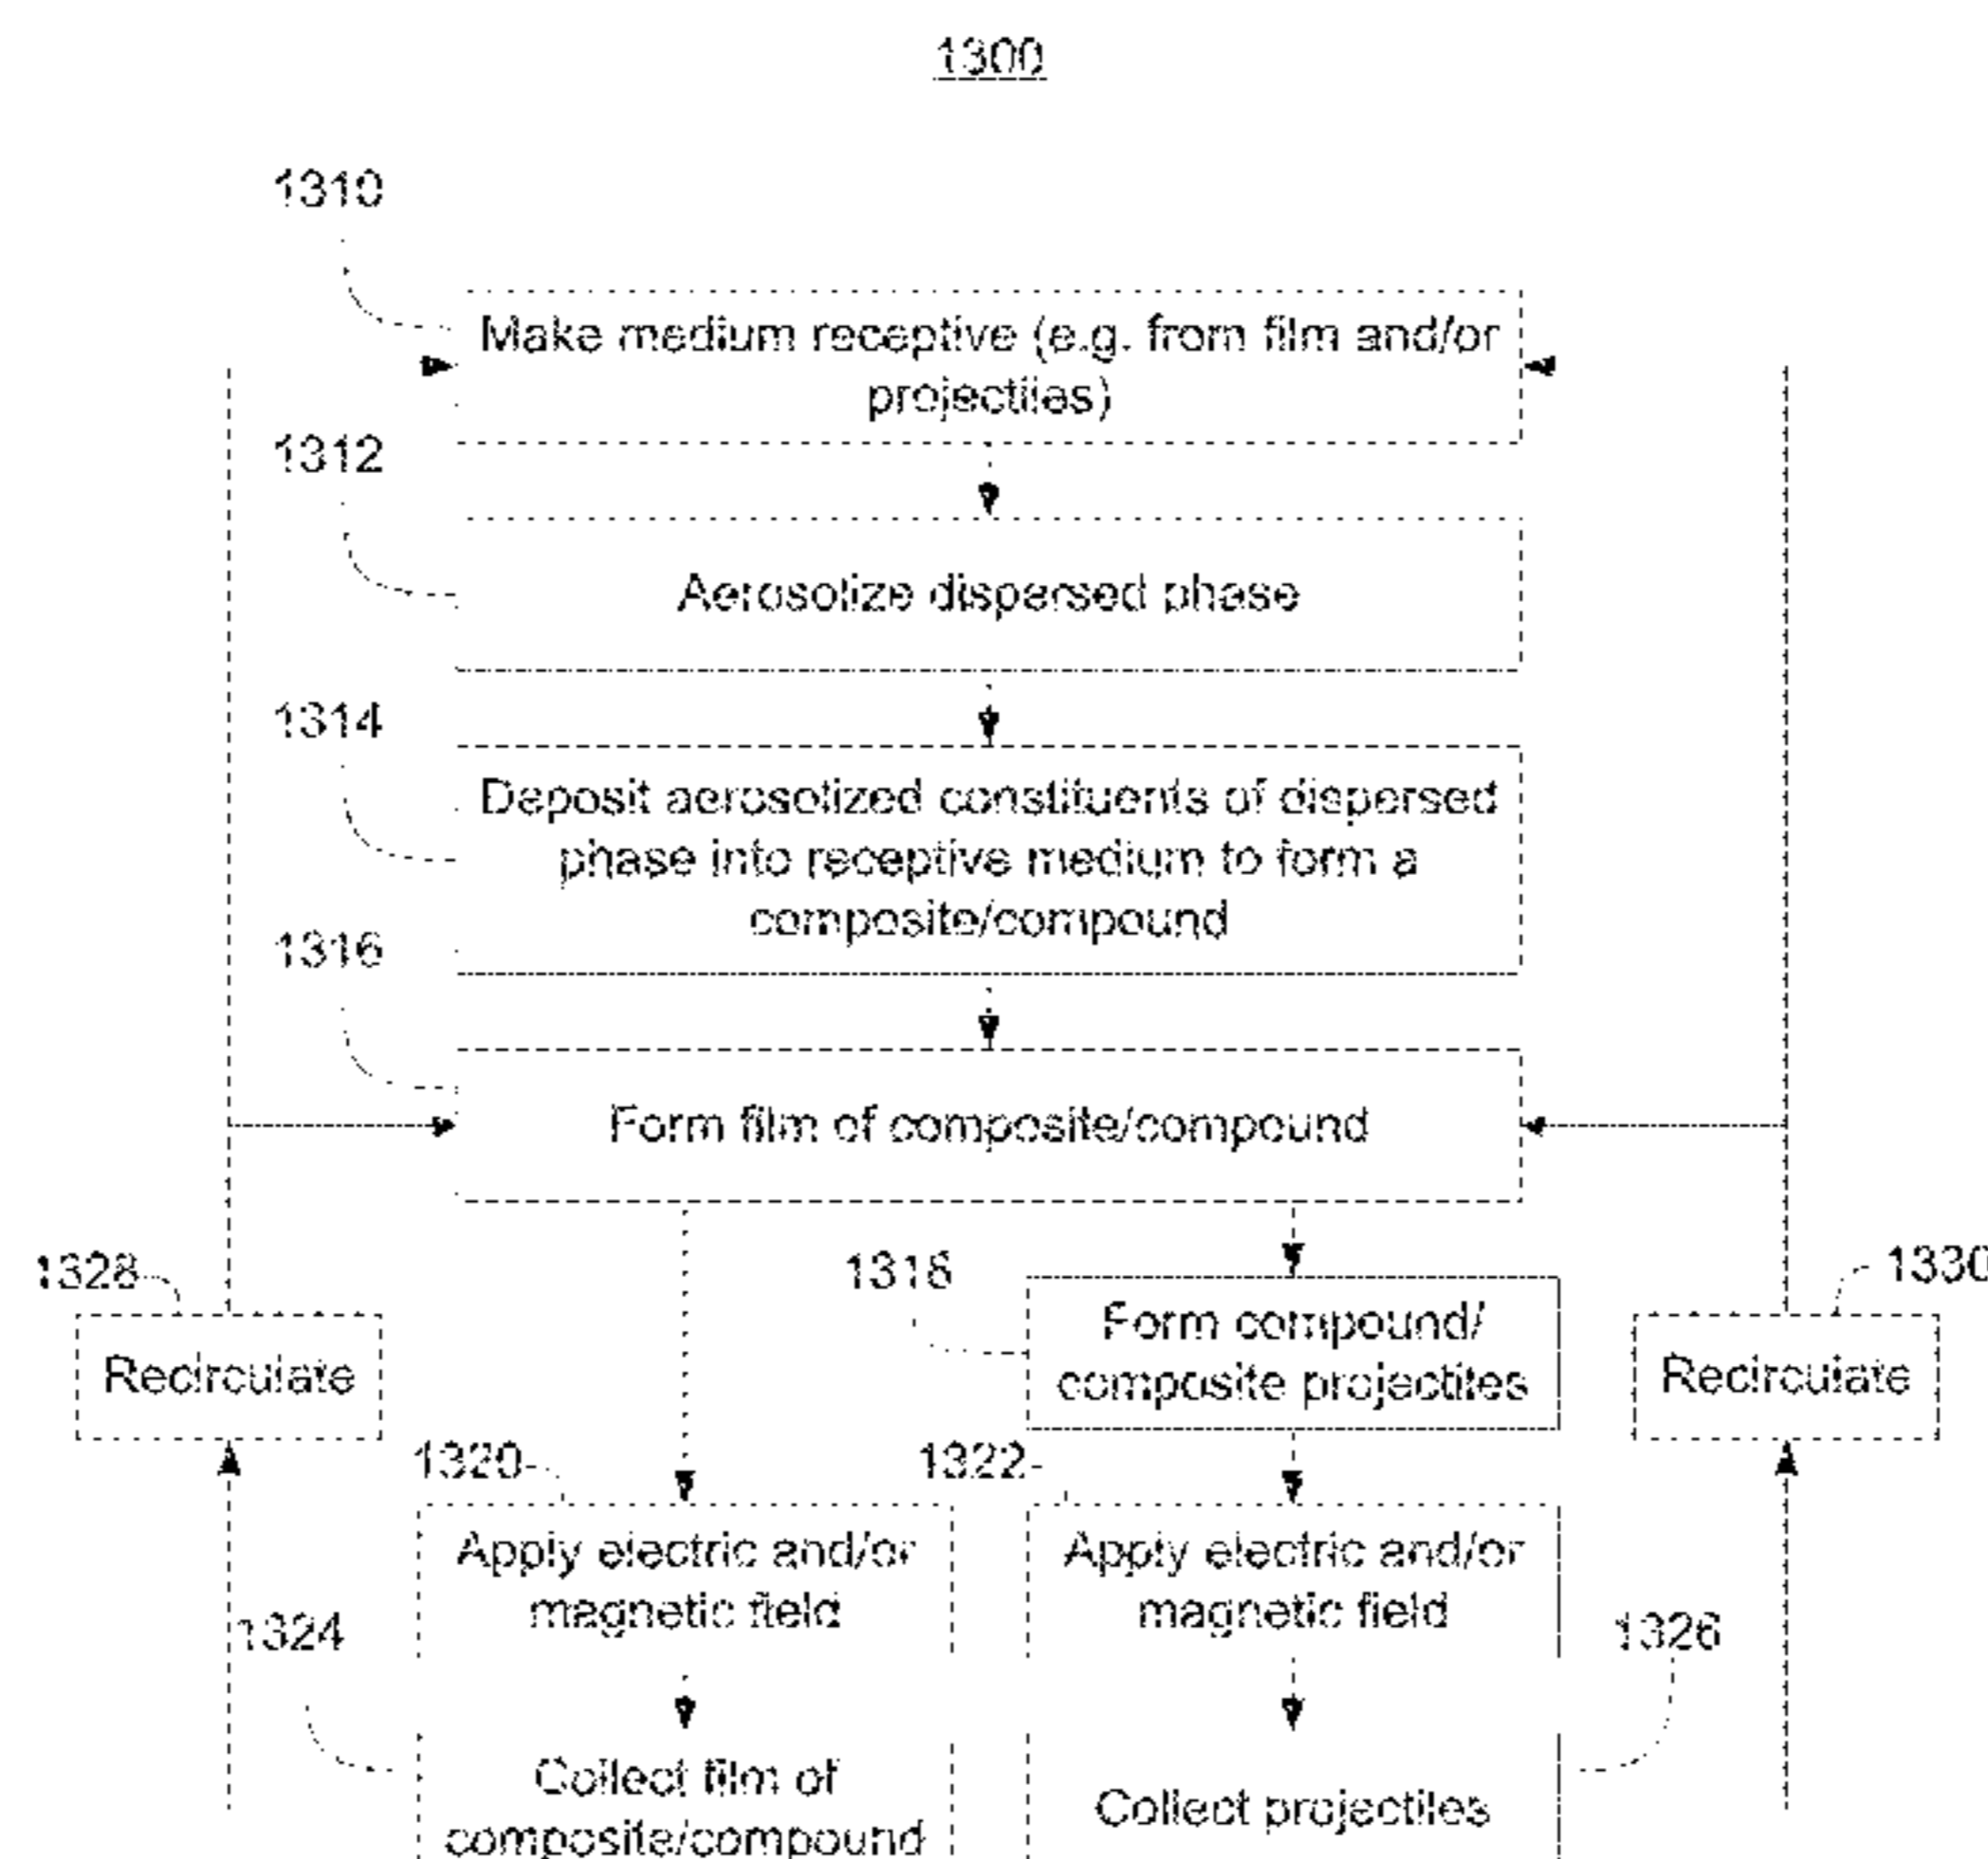 1300
1310
Make medium receptive (e.g. from film and/or
projectiles)
1312
Aerosolize dispersed phase
1314
Deposit aerosolized constituents of dispersed
phase into receptive medium to form a
composite/compound
1316
Form film of composite/compound
1328
1318
1330
Form compound/
composite projectiles
Recirculate
Recirculate
1320
1322
Apply electric and/or
magnetic field
Apply electric and/or
magnetic field
1324
1326
Collect film of
composite/compound
Collect projectiles